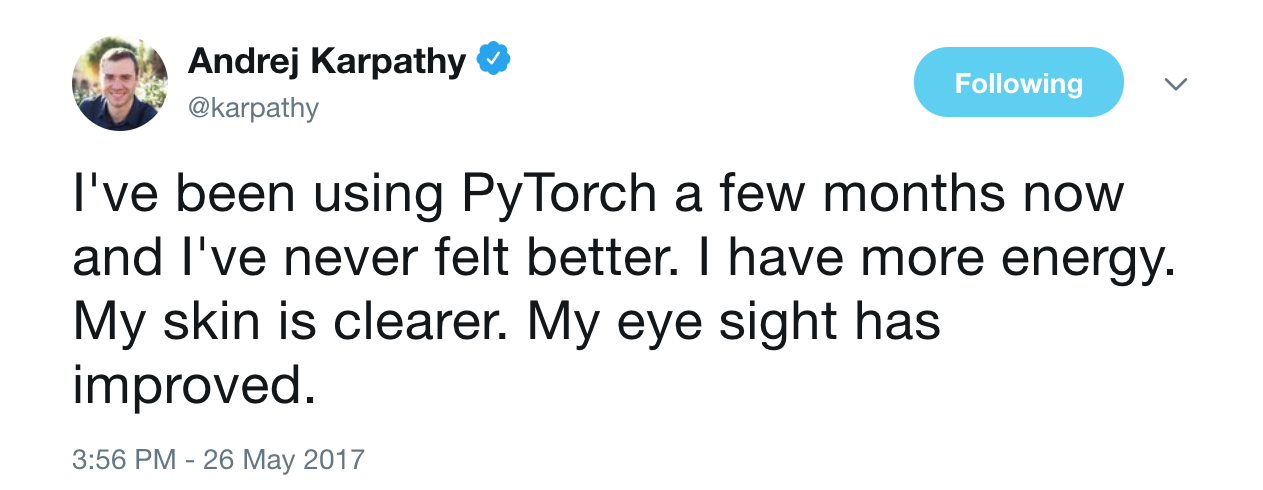 Andrej Karpathy
@karpathy
Following
I've been using PyTorch a few months now
and I've never felt better. I have more energy.
My skin is clearer. My eye sight has
improved.
3:56 PM - 26 May 2017